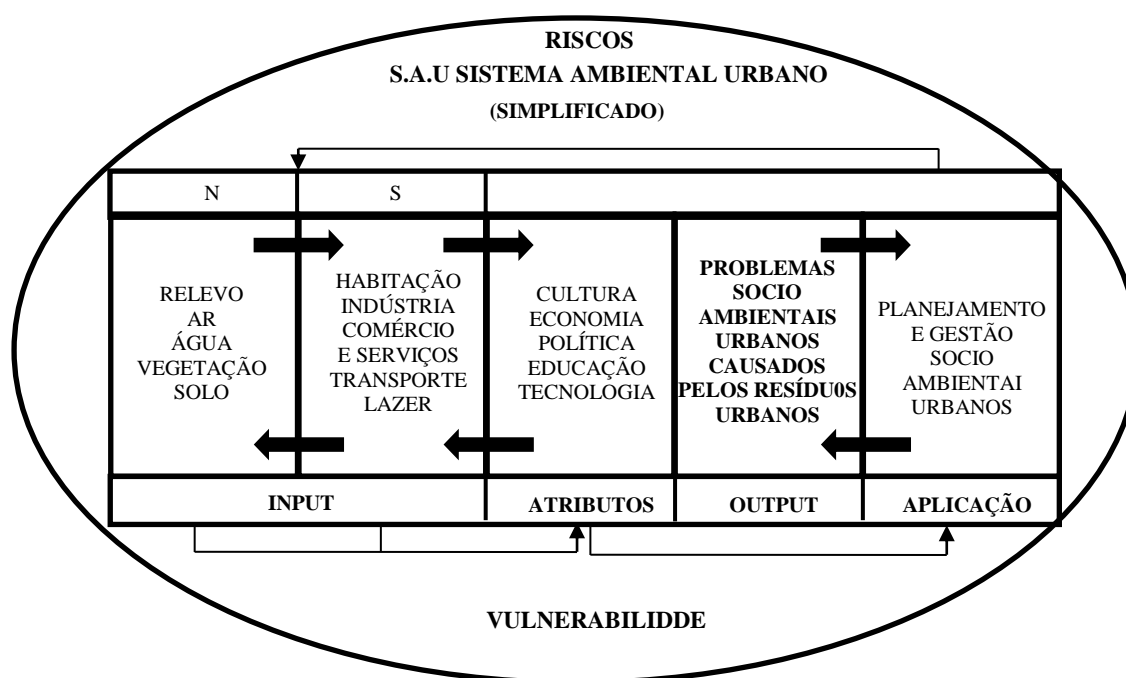 RISCOS
S.A.U SISTEMA AMBIENTAL URBANO
(SIMPLIFICADO)
N
S
RELEVO
AR
ÁGUA
VEGETAÇÃO
SOLO
HABITAÇÃO
INDÚSTRIA
COMÉRCIO
E SERVIÇOS
TRANSPORTE
LAZER
CULTURA
ECONOMIA
POLÍTICA
EDUCAÇÃO
TECNOLOGIA
PROBLEMAS
SOCIO
AMBIENTAIS
URBANOS
CAUSADOS
PELOS RESÍDU0S
URBANOS
PLANEJAMENTO
E GESTÃO
SOCIO
AMBIENTAI
URBANOS
INPUT
ATRIBUTOS
OUTPUT
APLICAÇÃO
VULNERABILIDDE